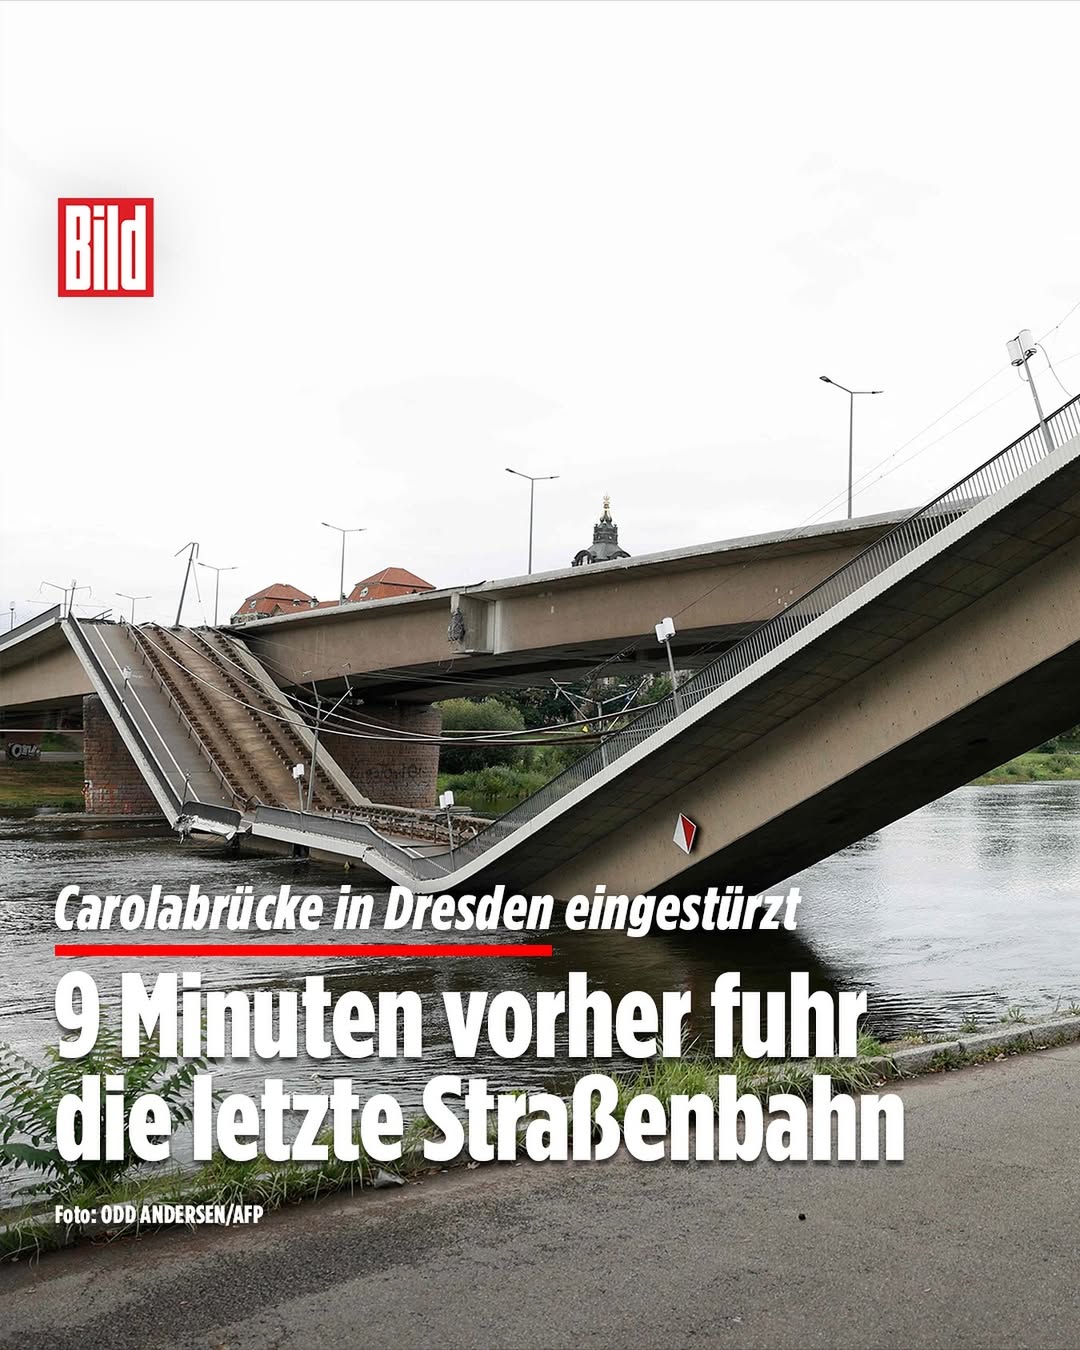 Bild
Carolabrücke in Dresden eingestürzt
9 Minuten vorher fuhr
die letzte Straßenbahn
Foto: ODD ANDERSEN/AFP